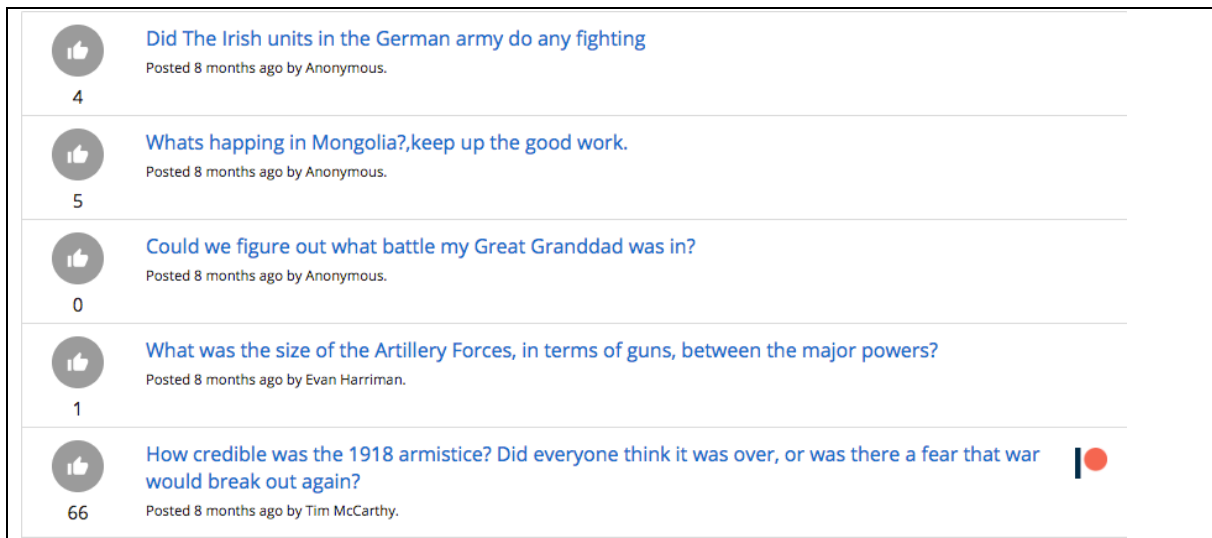 Did The Irish units in the German army do any fighting
Posted 8 months ago by Anonymous.
4
Whats happing in Mongolia?,keep up the good work.
Posted 8 months ago by Anonymous.
5
Could we figure out what battle my Great Granddad was in?
Posted 8 months ago by Anonymous.
0
What was the size of the Artillery Forces, in terms of guns, between the major powers?
Posted 8 months ago by Evan Harriman.
1
How credible was the 1918 armistice? Did everyone think it was over, or was there a fear that war
would break out again?
Posted 8 months ago by Tim McCarthy.
66